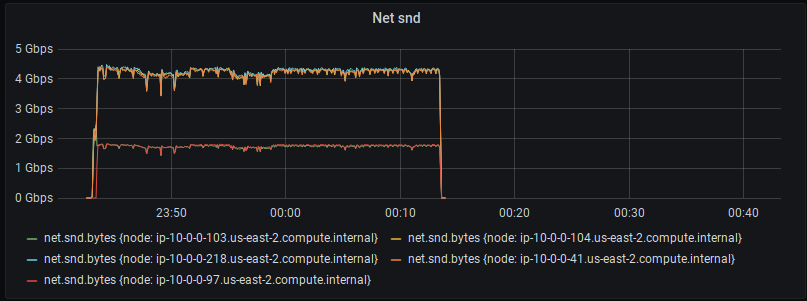 Net snd
5 Gbps
4 Gbps
3 Gbps
2 Gbps
1 Gbps
0 Gbps
23:50 00:00 00:10 00:20 00:30 00:40
net.snd.bytes {node: ip-10-0-0-103.us-east-2.compute.internal} net.snd.bytes {node: ip-10-0-0-104.us-east-2.compute.internal}
net.snd.bytes {node: ip-10-0-0-218.us-east-2.compute.internal} net.snd.bytes {node: ip-10-0-0-41.us-east-2.compute.internal}
net.snd.bytes {node: ip-10-0-0-97.us-east-2.compute.internal}